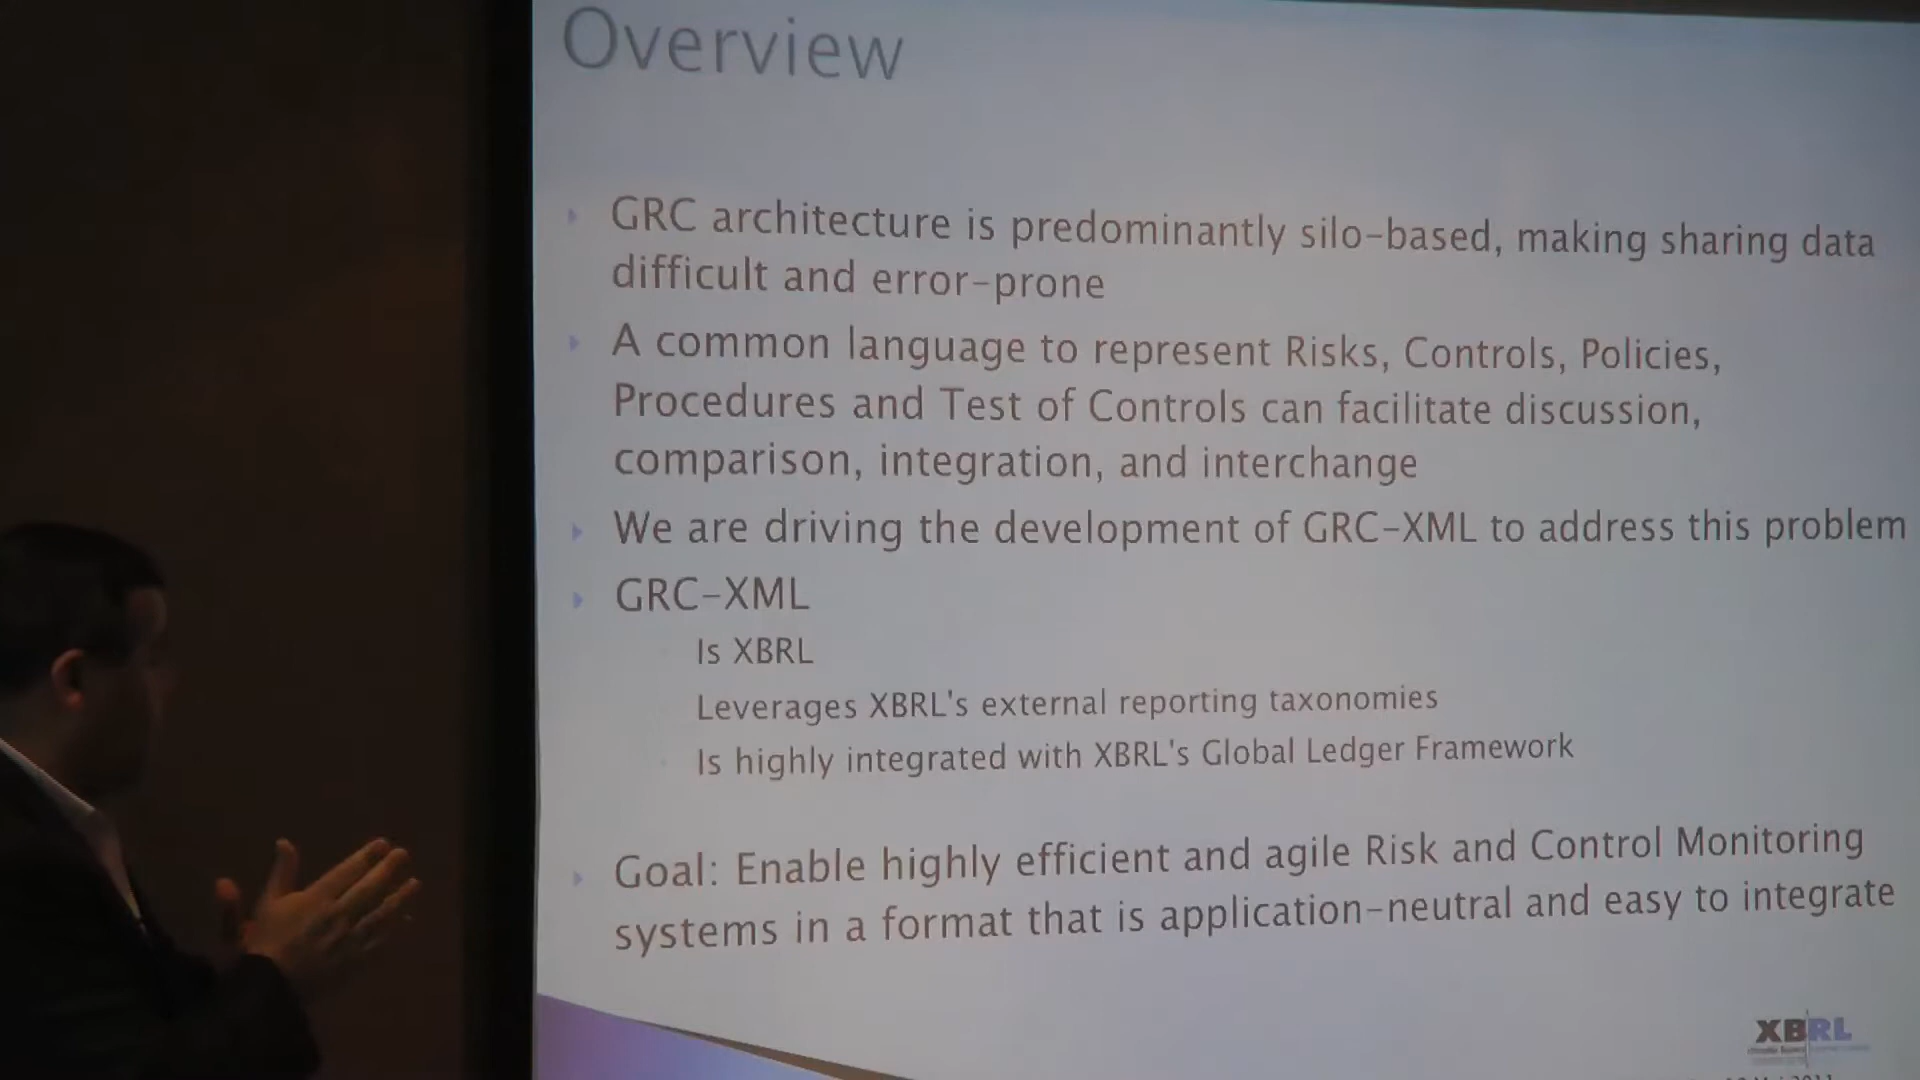 Overview
GRC architecture is predominantly silo-based, making sharing data
difficult and error-prone
A common language to represent Risks, Controls, Policies,
Procedures and Test of Controls can facilitate discussion,
comparison, integration, and interchange
We are driving the development of GRC-XML to address this problem
GRC-XML
Is XBRL
Leverages XBRL's external reporting taxonomies
Is highly integrated with XBRL's Global Ledger Framework
Goal: Enable highly efficient and agile Risk and Control Monitoring
systems in a format that is application-neutral and easy to integrate
XBRL